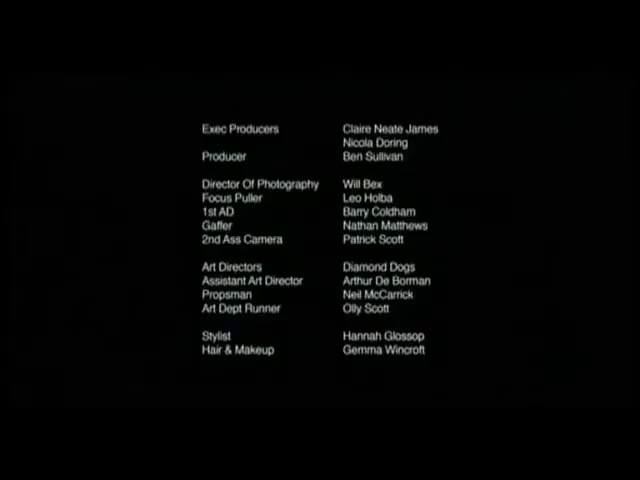 Exec Producers Claire Neate James
Nicola Doring
Producer Ben Sullivan
Director Of Photography Will Bex
Focus Puller Leo Holba
1st AD Barry Coldham
Gaffer Nathan Matthews
2nd Ass Camera Patrick Scott
Art Directors Diamond Dogs
Assistant Art Director Arthur De Borman
Propsman Neil McCarrick
Art Dept Runner Olly Scott
Stylist Hannah Glossop
Hair & Makeup Gemma Wincroft